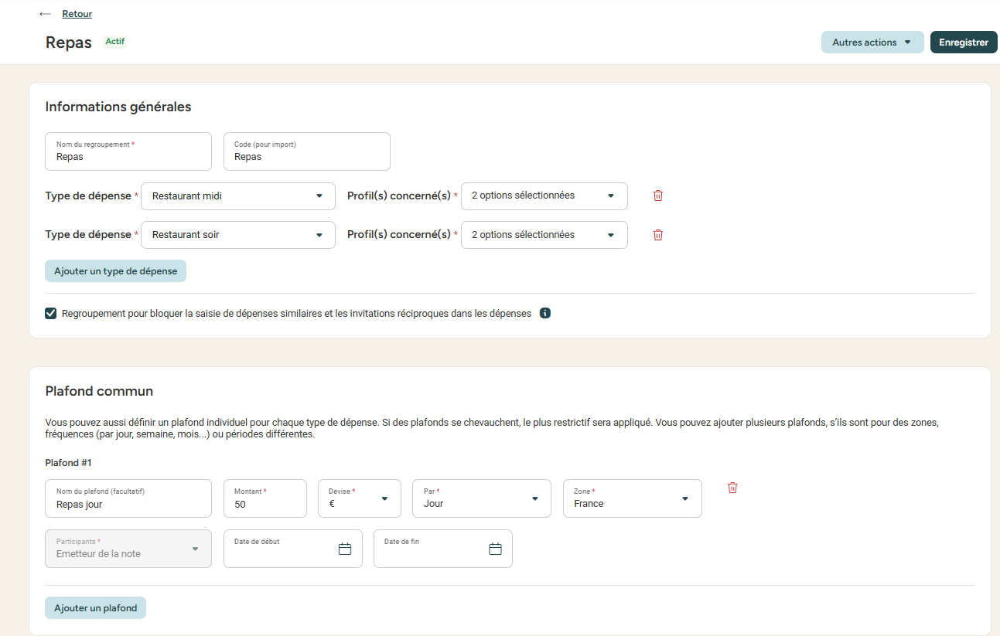 Retour
Repas Actif
Autres actions Enregistrer
Informations générales
Nom du regroupement * Code (pour import)
Repas Repas
Type de dépense * Restaurant midi Profil(s) concerné(s) * 2 options sélectionnées
Type de dépense * Restaurant soir Profil(s) concerné(s) * 2 options sélectionnées
Ajouter un type de dépense
Regroupement pour bloquer la saisie de dépenses similaires et les invitations réciproques dans les dépenses
Plafond commun
Vous pouvez aussi définir un plafond individuel pour chaque type de dépense. Si des plafonds se chevauchent, le plus restrictif sera appliqué. Vous pouvez ajouter plusieurs plafonds, s’ils sont pour des zones,
fréquences (par jour, semaine, mois...) ou périodes différentes.
Plafond #1
Nom du plafond (facultatif) Montant * Devise * Par * Zone *
Repas jour 50 € Jour France
Participants * Date de début Date de fin
Emetteur de la note
Ajouter un plafond